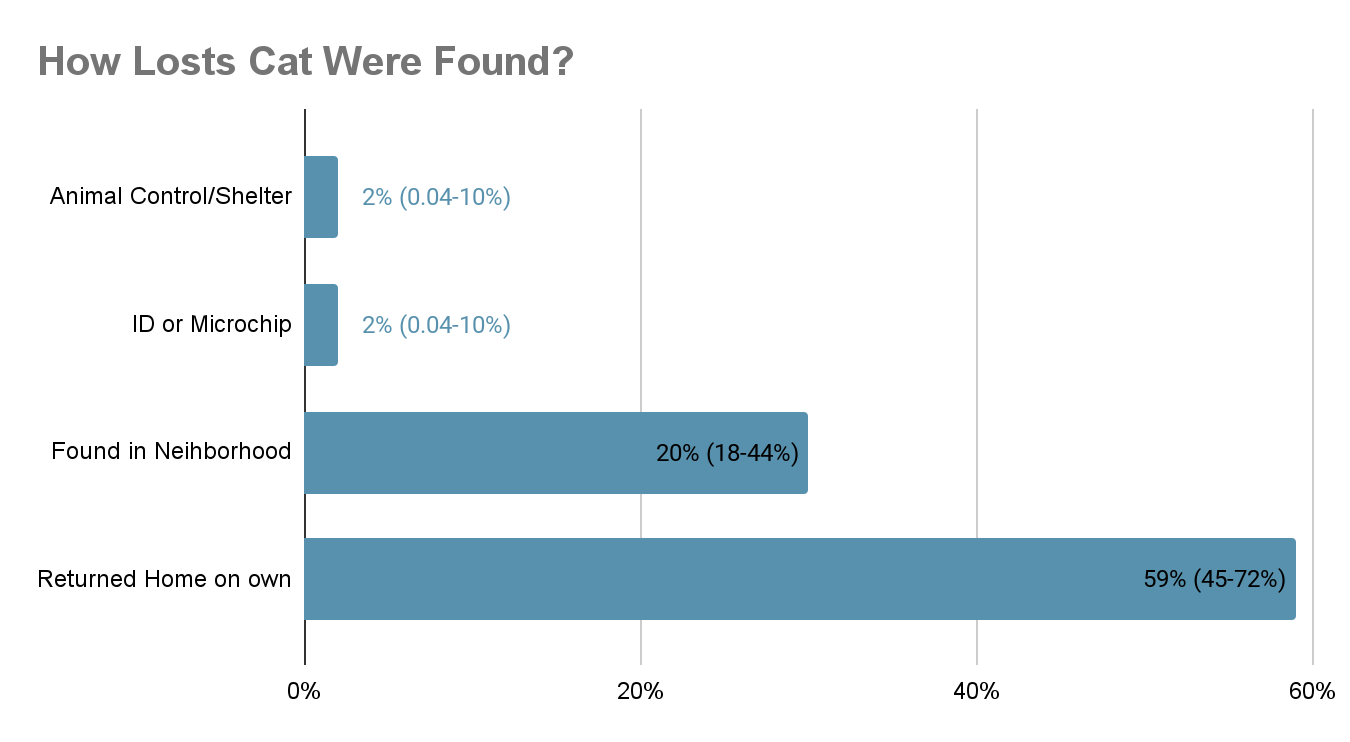 How Losts Cat Were Found?
Animal Control/Shelter
2% (0.04-10%)
ID or Microchip
2% (0.04-10%)
Found in Neihborhood
20% (18-44%)
Returned Home on own
59% (45-72%)
0%
20%
40%
60%